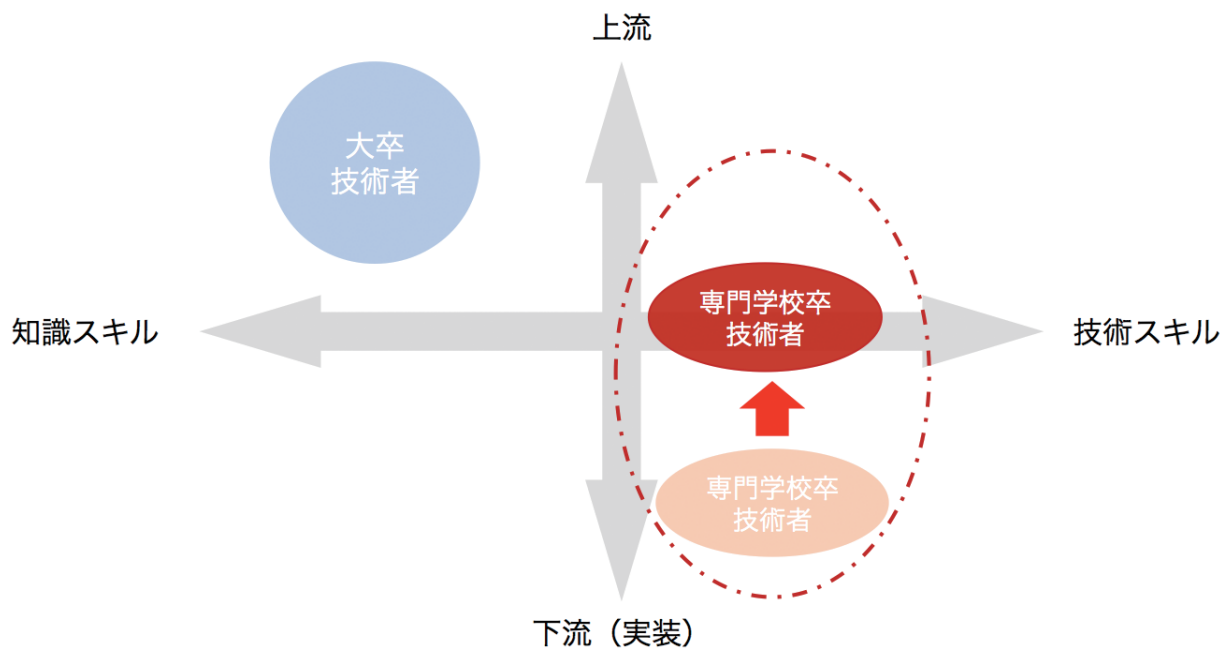 上流
大卒
技術者
専門学校卒
技術者
知識スキル
技術スキル
専門学校卒
技術者
下流（実装）